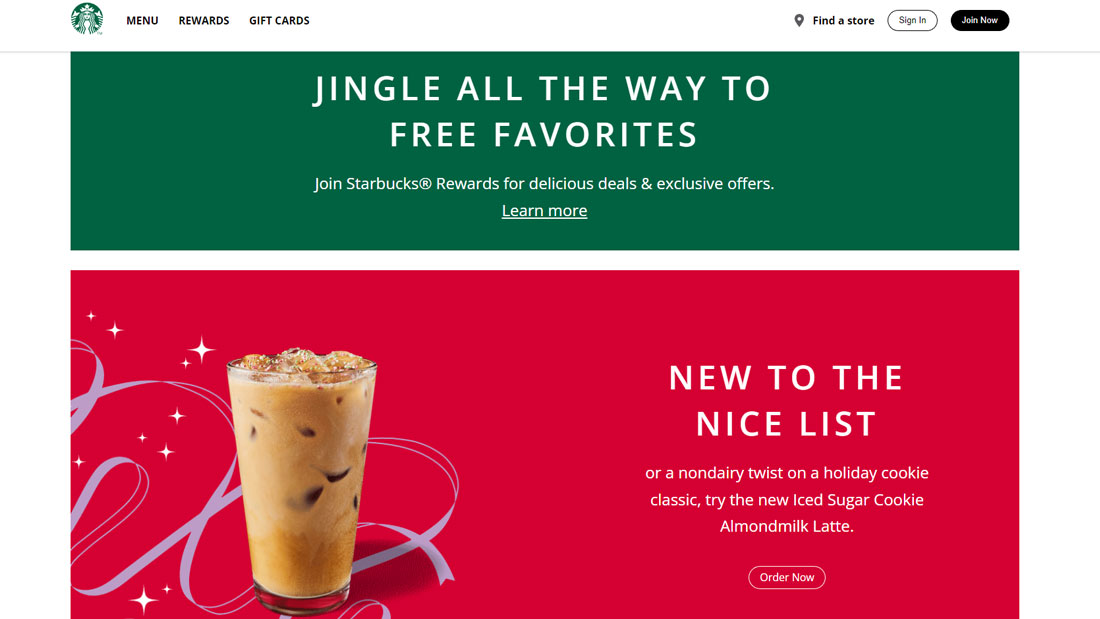 MENU REWARDS GIFT CARDS Find a store Sign In Join Now
JINGLE ALL THE WAY TO
FREE FAVORITES
Join Starbucks® Rewards for delicious deals & exclusive offers.
Learn more
NEW TO THE
NICE LIST
or a nondairy twist on a holiday cookie
classic, try the new Iced Sugar Cookie
Almondmilk Latte.
Order Now